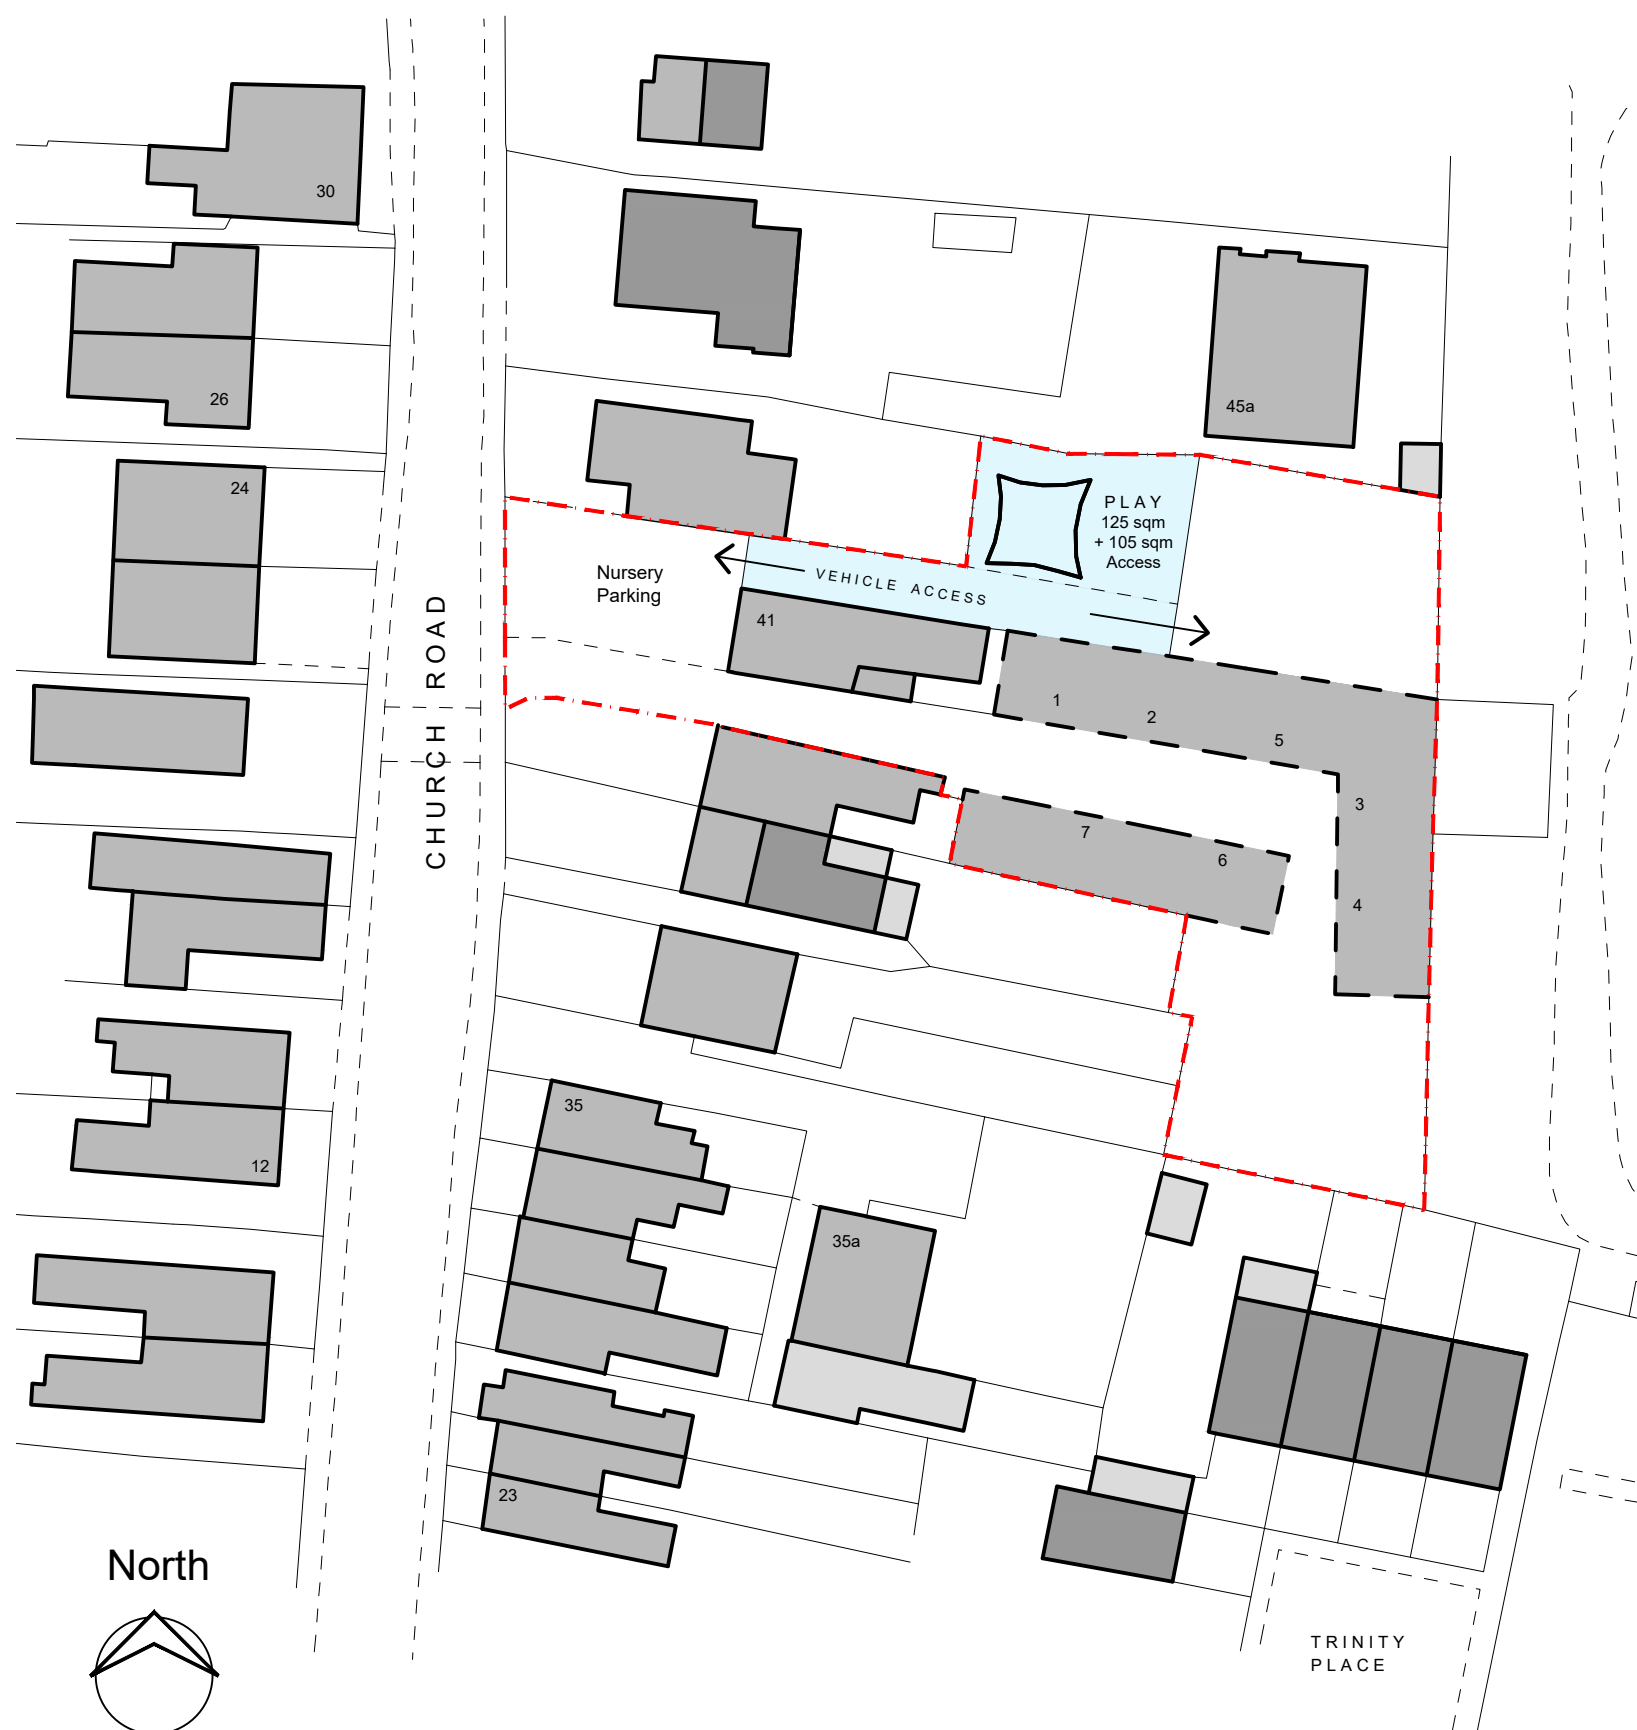 30
26
45a
24
PLAY
125 sqm
+ 105 sqm
Access
Nursery
Parking
VEHICLE ACCESS
41
1
2
5
3
7
6
4
CHURCH ROAD
35
12
35a
23
North
TRINITY
PLACE